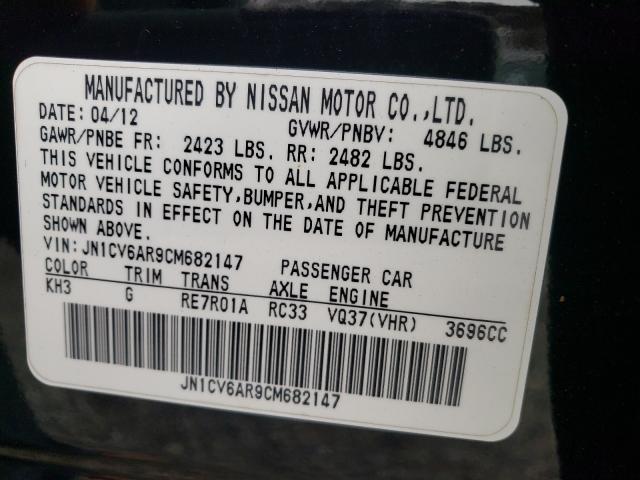 MANUFACTURED BY NISSAN MOTOR CO.,LTD.
DATE: 04/12 GVWR/PNBV: 4846 LBS.
GAWR/PNBE FR: 2423 LBS. RR: 2482 LBS.
THIS VEHICLE CONFORMS TO ALL APPLICABLE FEDERAL
MOTOR VEHICLE SAFETY,BUMPER,AND THEFT PREVENTION
STANDARDS IN EFFECT ON THE DATE OF MANUFACTURE
SHOWN ABOVE.
VIN: JN1CV6AR9CM682147 PASSENGER CAR
COLOR TRIM TRANS AXLE ENGINE
KH3 G RE7R01A RC33 VQ37(VHR) 3696CC
JN1CV6AR9CM682147